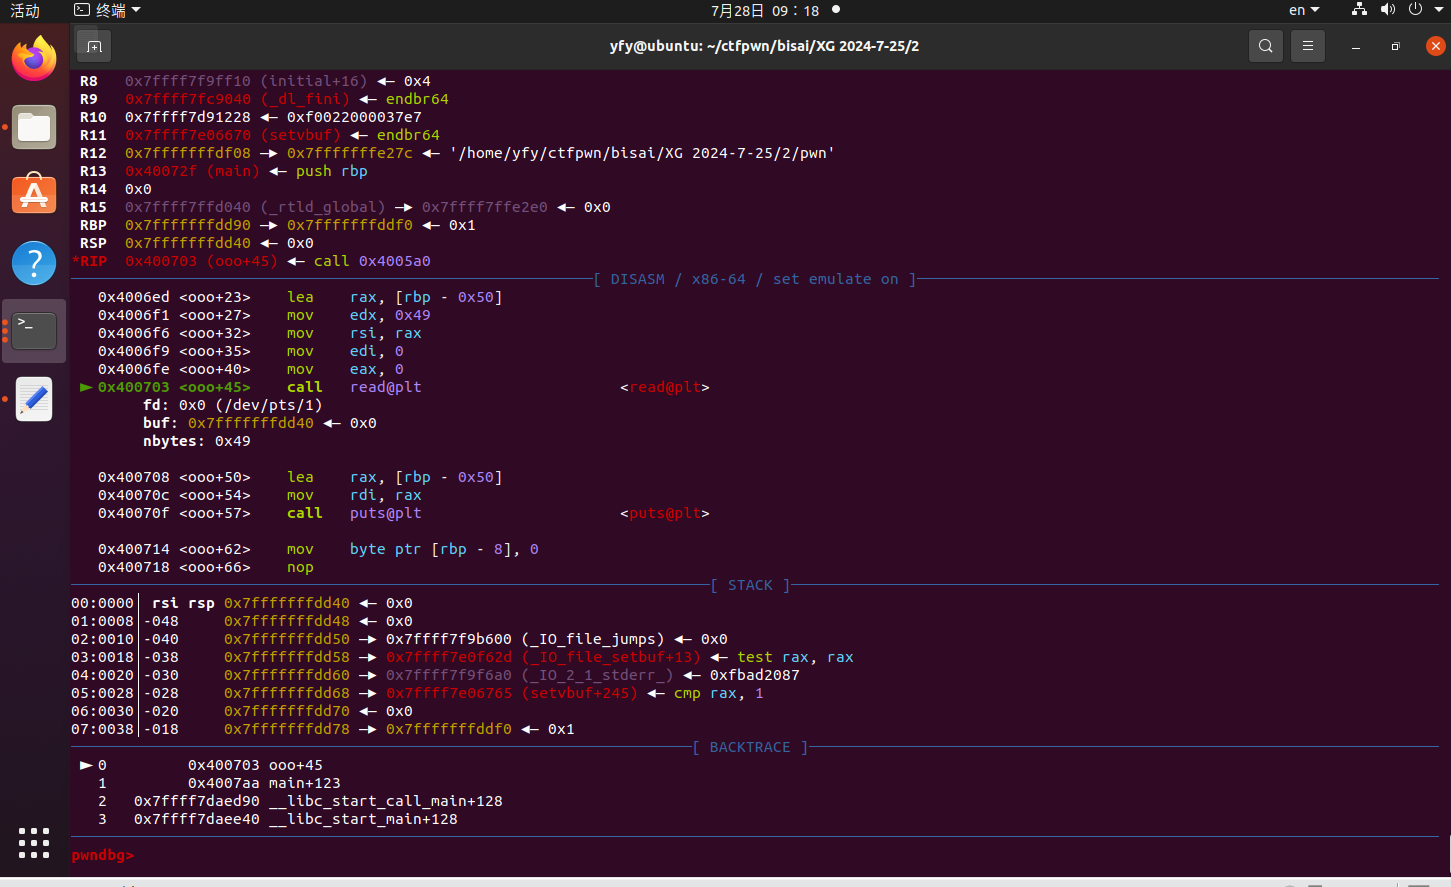 活动 终端 7月28日 09:18 en
yfy@ubuntu: ~/ctfpwn/bisai/XG 2024-7-25/2
R8 0x7ffff7f9ff10 (initial+16) ◂— 0x4
R9 0x7ffff7fc9040 (_dl_fini) ◂— endbr64
R10 0x7ffff7d91228 ◂— 0xf0022000037e7
R11 0x7ffff7e06670 (setvbuf) ◂— endbr64
R12 0x7fffffffdf08 —▸ 0x7fffffffe27c ◂— '/home/yfy/ctfpwn/bisai/XG 2024-7-25/2/pwn'
R13 0x40072f (main) ◂— push rbp
R14 0x0
R15 0x7ffff7ffd040 (_rtld_global) —▸ 0x7ffff7ffe2e0 ◂— 0x0
RBP 0x7fffffffdd90 —▸ 0x7fffffffddf0 ◂— 0x1
RSP 0x7fffffffdd40 ◂— 0x0
*RIP 0x400703 (ooo+45) ◂— call 0x4005a0
[ DISASM / x86-64 / set emulate on ]
0x4006ed <ooo+23> lea rax, [rbp - 0x50]
0x4006f1 <ooo+27> mov edx, 0x49
0x4006f6 <ooo+32> mov rsi, rax
0x4006f9 <ooo+35> mov edi, 0
0x4006fe <ooo+40> mov eax, 0
► 0x400703 <ooo+45> call read@plt <read@plt>
fd: 0x0 (/dev/pts/1)
buf: 0x7fffffffdd40 ◂— 0x0
nbytes: 0x49
0x400708 <ooo+50> lea rax, [rbp - 0x50]
0x40070c <ooo+54> mov rdi, rax
0x40070f <ooo+57> call puts@plt <puts@plt>
0x400714 <ooo+62> mov byte ptr [rbp - 8], 0
0x400718 <ooo+66> nop
[ STACK ]
00:0000│ rsi rsp 0x7fffffffdd40 ◂— 0x0
01:0008│-048 0x7fffffffdd48 ◂— 0x0
02:0010│-040 0x7fffffffdd50 —▸ 0x7ffff7f9b600 (_IO_file_jumps) ◂— 0x0
03:0018│-038 0x7fffffffdd58 —▸ 0x7ffff7e0f62d (_IO_file_setbuf+13) ◂— test rax, rax
04:0020│-030 0x7fffffffdd60 —▸ 0x7ffff7f9f6a0 (_IO_2_1_stderr_) ◂— 0xfbad2087
05:0028│-028 0x7fffffffdd68 —▸ 0x7ffff7e06765 (setvbuf+245) ◂— cmp rax, 1
06:0030│-020 0x7fffffffdd70 ◂— 0x0
07:0038│-018 0x7fffffffdd78 —▸ 0x7fffffffddf0 ◂— 0x1
[ BACKTRACE ]
► 0 0x400703 ooo+45
1 0x4007aa main+123
2 0x7ffff7daed90 __libc_start_call_main+128
3 0x7ffff7daee40 __libc_start_main+128
pwndbg>